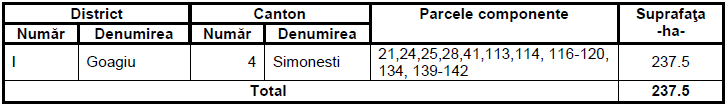 District Canton Parcele componente Suprafaţa -ha-
Număr Denumirea Număr Denumirea
I Goagiu 4 Simonesti 21,24,25,28,41,113,114, 116-120, 134, 139-142 237.5
Total 237.5